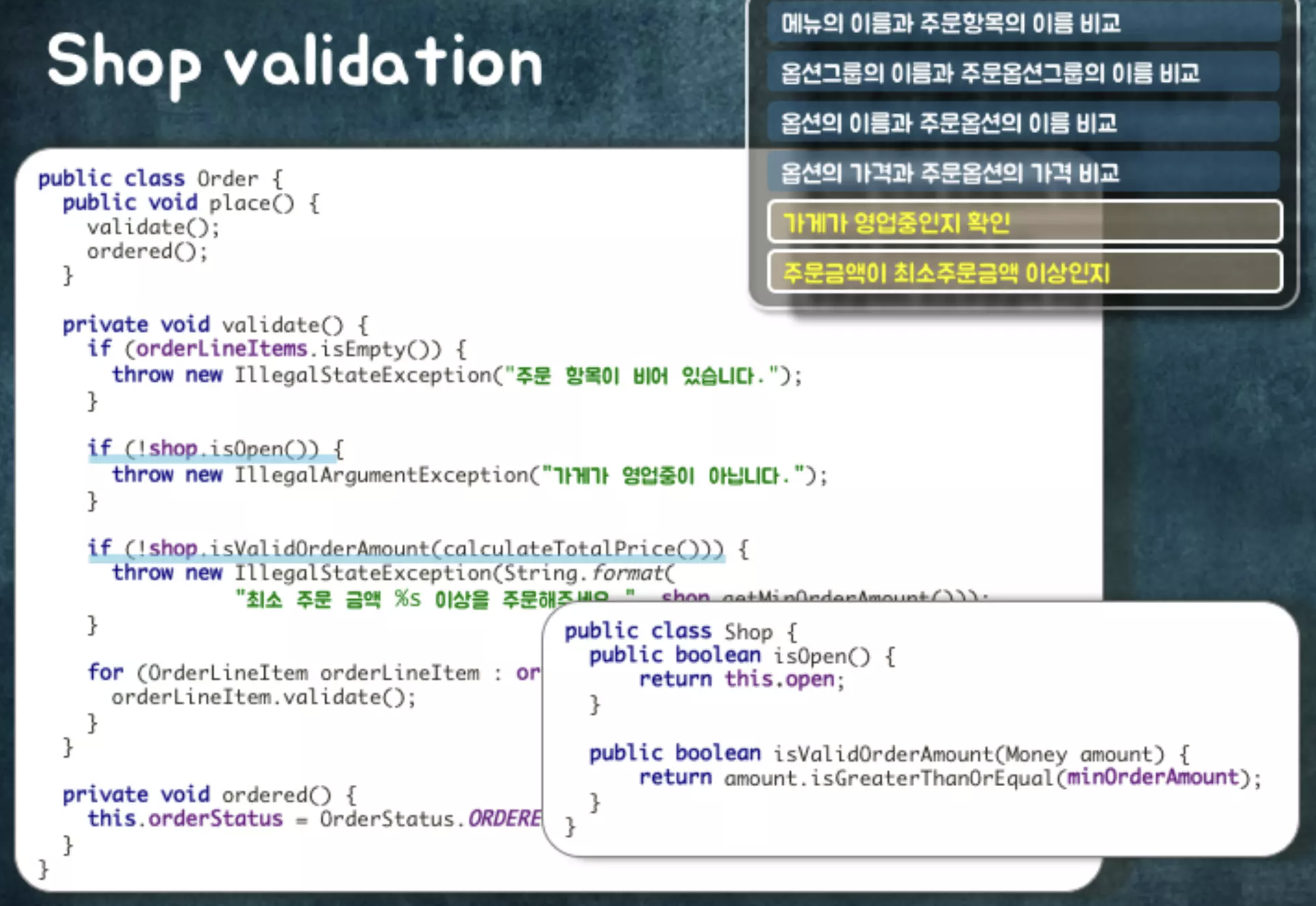 Shop validation
메뉴의 이름과 주문항목의 이름 비교
옵션그룹의 이름과 주문옵션그룹의 이름 비교
옵션의 이름과 주문옵션의 이름 비교
옵션의 가격과 주문옵션의 가격 비교
가게가 영업중인지 확인
주문금액이 최소주문금액 이상인지
public class Order {
public void place() {
validate();
ordered();
}
private void validate() {
if (orderLineItems.isEmpty()) {
throw new IllegalStateException("주문 항목이 비어 있습니다.");
}
if (!shop.isOpen()) {
throw new IllegalArgumentException("가게가 영업중이 아닙니다.");
}
if (!shop.isValidOrderAmount(calculateTotalPrice())) {
throw new IllegalStateException(String.format(
"최소 주문 금액 %s 이상을 주문해주세요.", shop.getMinOrderAmount()));
}
for (OrderLineItem orderLineItem : or
orderLineItem.validate();
}
}
private void ordered() {
this.orderStatus = OrderStatus.ORDERE
}
}
public class Shop {
public boolean isOpen() {
return this.open;
}
public boolean isValidOrderAmount(Money amount) {
return amount.isGreaterThanOrEqual(minOrderAmount);
}
}